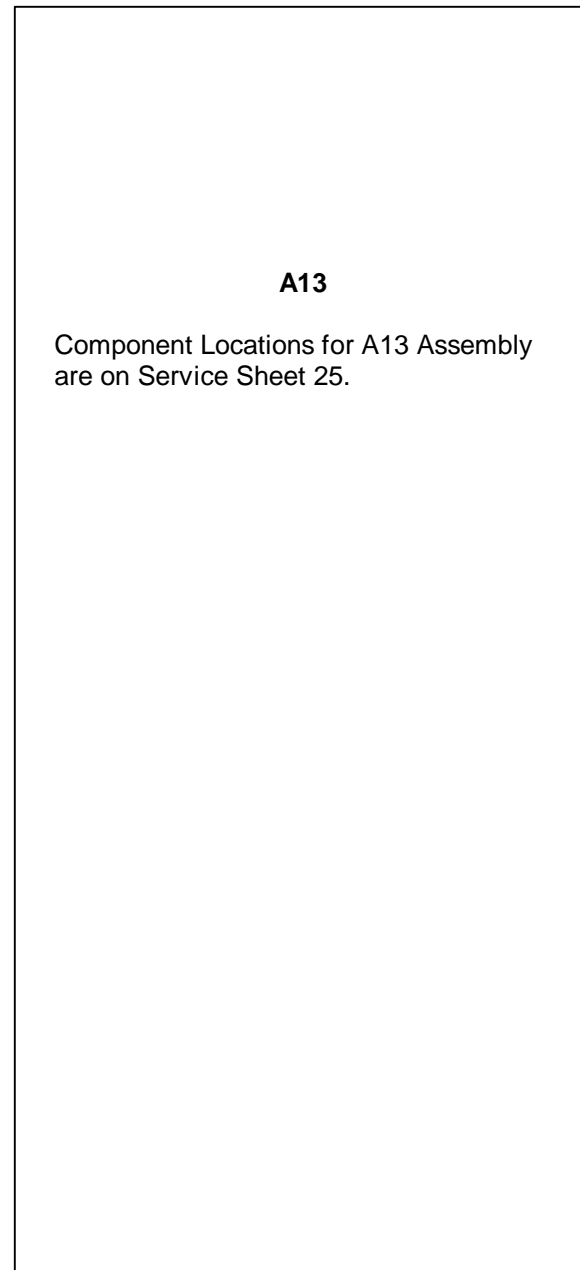 A13
Component Locations for A13 Assembly
are on Service Sheet 25.